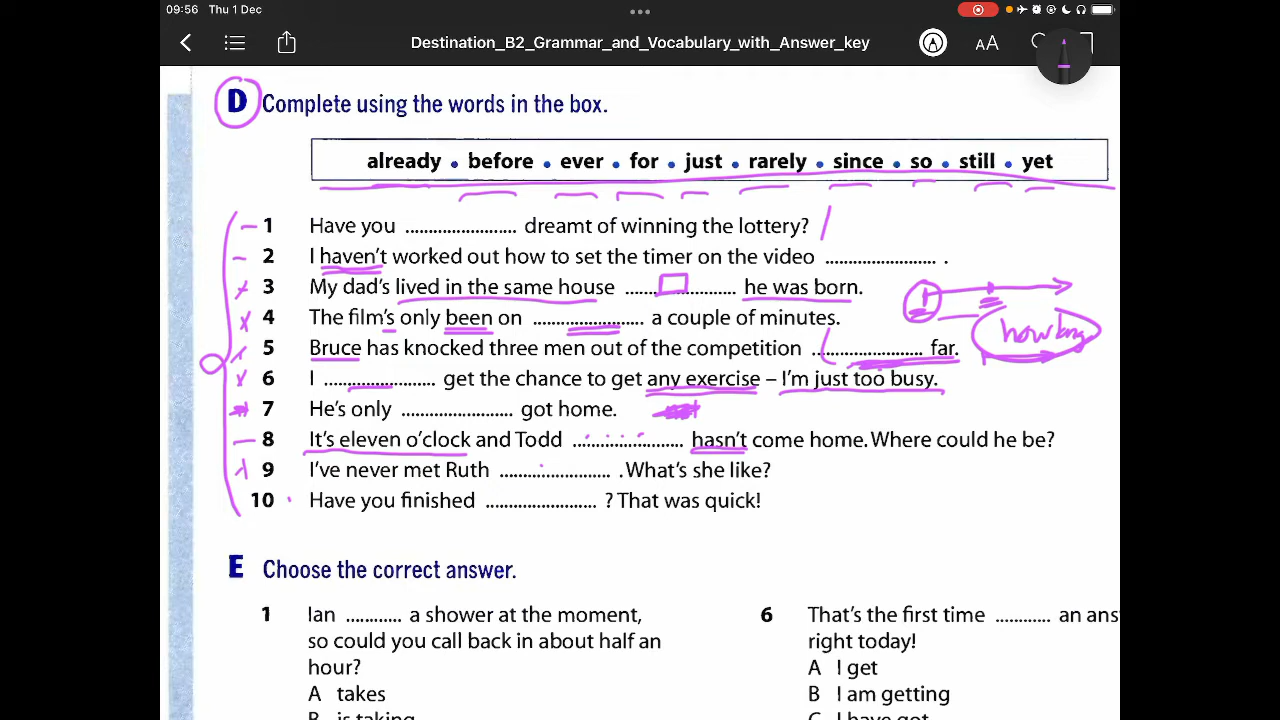 09:56 Thu 1 Dec
Destination_B2_Grammar_and_Vocabulary_with_Answer_key
AA
D Complete using the words in the box.
already • before • ever • for • just • rarely • since • so • still • yet
1 Have you ........................ dreamt of winning the lottery?
2 I haven't worked out how to set the timer on the video ........................ .
3 My dad's lived in the same house ........................ he was born.
4 The film's only been on ........................ a couple of minutes.
5 Bruce has knocked three men out of the competition ........................ far.
how long
6 I ........................ get the chance to get any exercise – I'm just too busy.
7 He's only ........................ got home.
8 It's eleven o'clock and Todd ........................ hasn't come home. Where could he be?
9 I've never met Ruth ........................ . What's she like?
10 Have you finished ........................ ? That was quick!
E Choose the correct answer.
1 Ian ............ a shower at the moment,
so could you call back in about half an
hour?
A takes
B is taking
6 That's the first time ............ an ans
right today!
A I get
B I am getting
C I have got